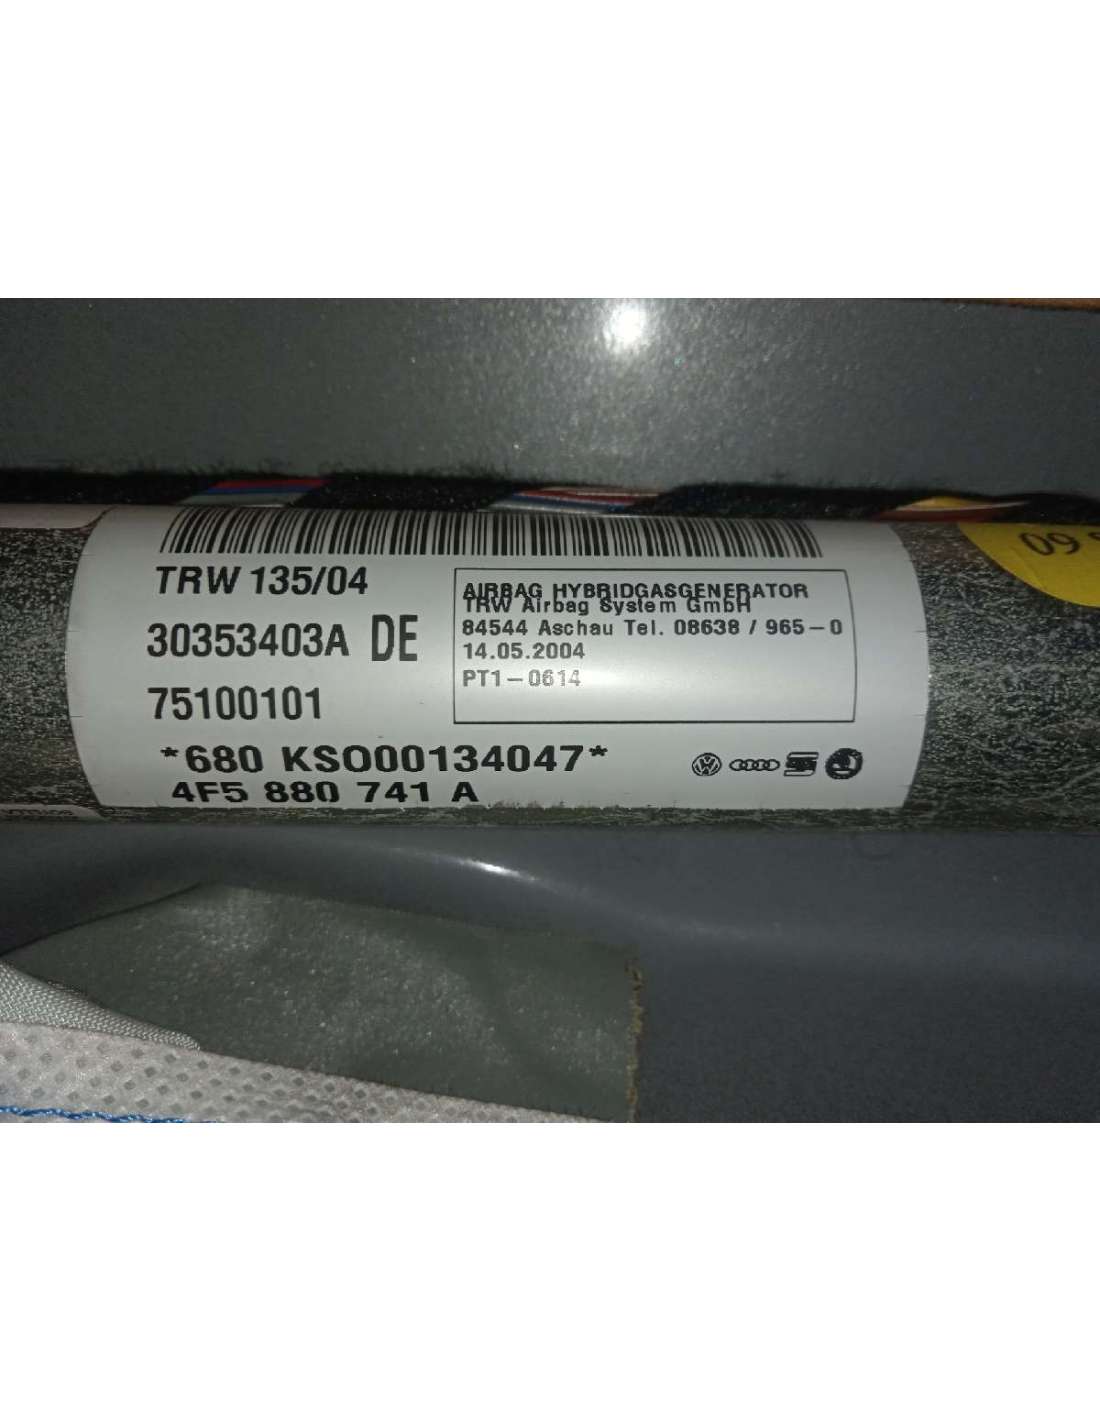 TRW 135/04
30353403A DE
75100101
*680 KSO00134047*
4F5 880 741 A
AIRBAG HYBRIDGASGENERATOR
TRW Airbag System GmbH
84544 Aschau Tel. 08638 / 965-0
14.05.2004
PT1-0614
09